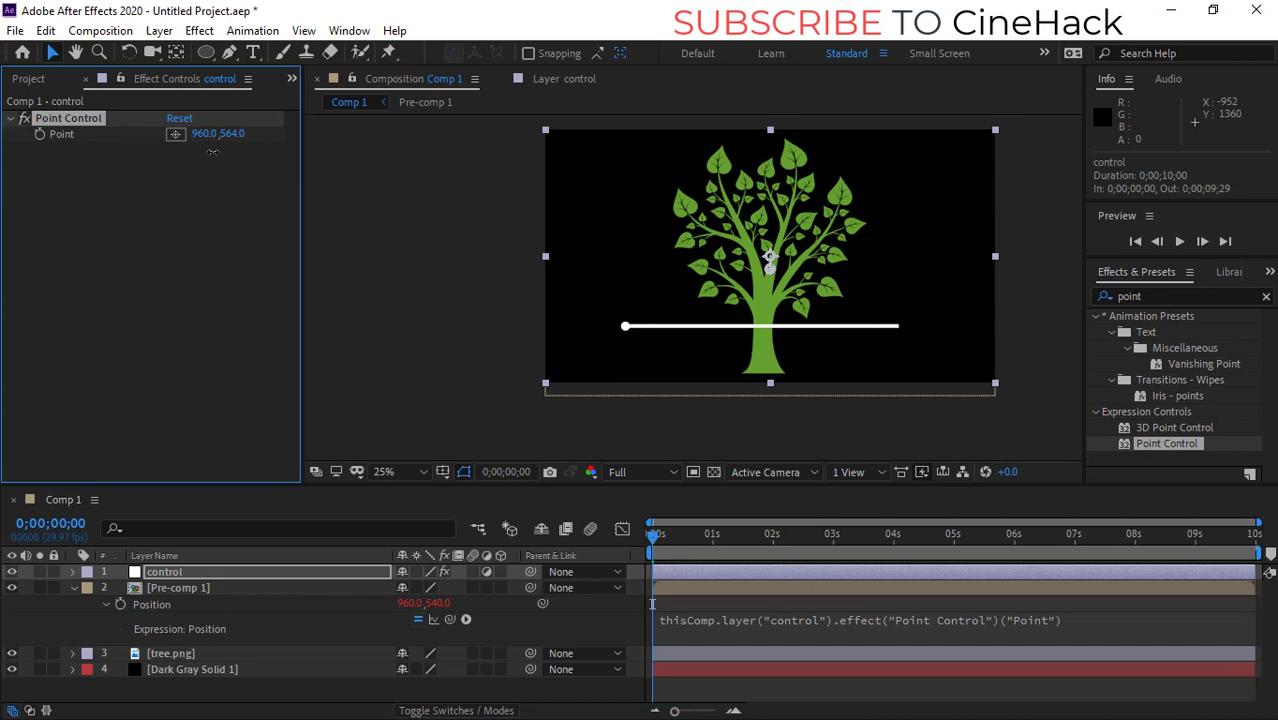 Adobe After Effects 2020 - Untitled Project.aep *
SUBSCRIBE TO CineHack
File Edit Composition Layer Effect Animation View Window Help
Snapping
Default Learn Standard Small Screen
Search Help
Project
Effect Controls control
Composition Comp 1
Layer control
Info Audio
Comp 1 • control
Comp 1 Pre-comp 1
fx Point Control Reset
Point 960.0,564.0
R :
G :
B :
A : 0
X : -952
Y : 1360
control
Duration: 0;00;10;00
In: 0;00;00;00, Out: 0;00;09;29
Preview
Effects & Presets
Librai
point
* Animation Presets
Text
Miscellaneous
Vanishing Point
Transitions - Wipes
Iris - points
Expression Controls
3D Point Control
Point Control
25% 0;00;00;00 Full Active Camera 1 View +0.0
Comp 1
0;00;00;00
00000 (29.97 fps)
:00s 01s 02s 03s 04s 05s 06s 07s 08s 09s 10s
# Layer Name Parent & Link
1 control None
2 [Pre-comp 1] None
Position 960.0,540.0
Expression: Position
thisComp.layer("control").effect("Point Control")("Point")
3 [tree.png] None
4 [Dark Gray Solid 1] None
Toggle Switches / Modes